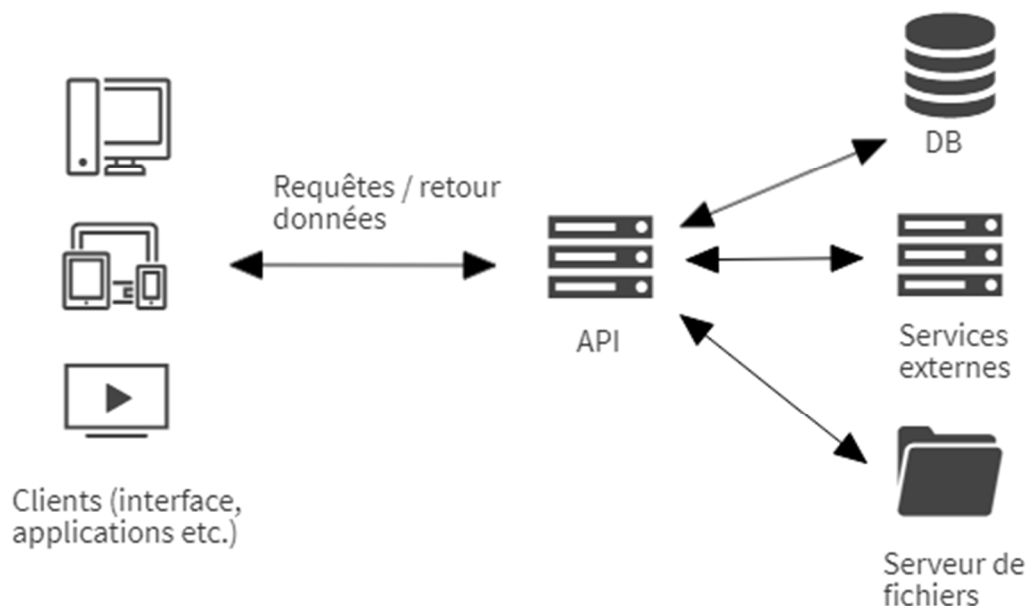 DB
Requêtes / retour
données
API
Services
externes
Clients (interface,
applications etc.)
Serveur de
fichiers